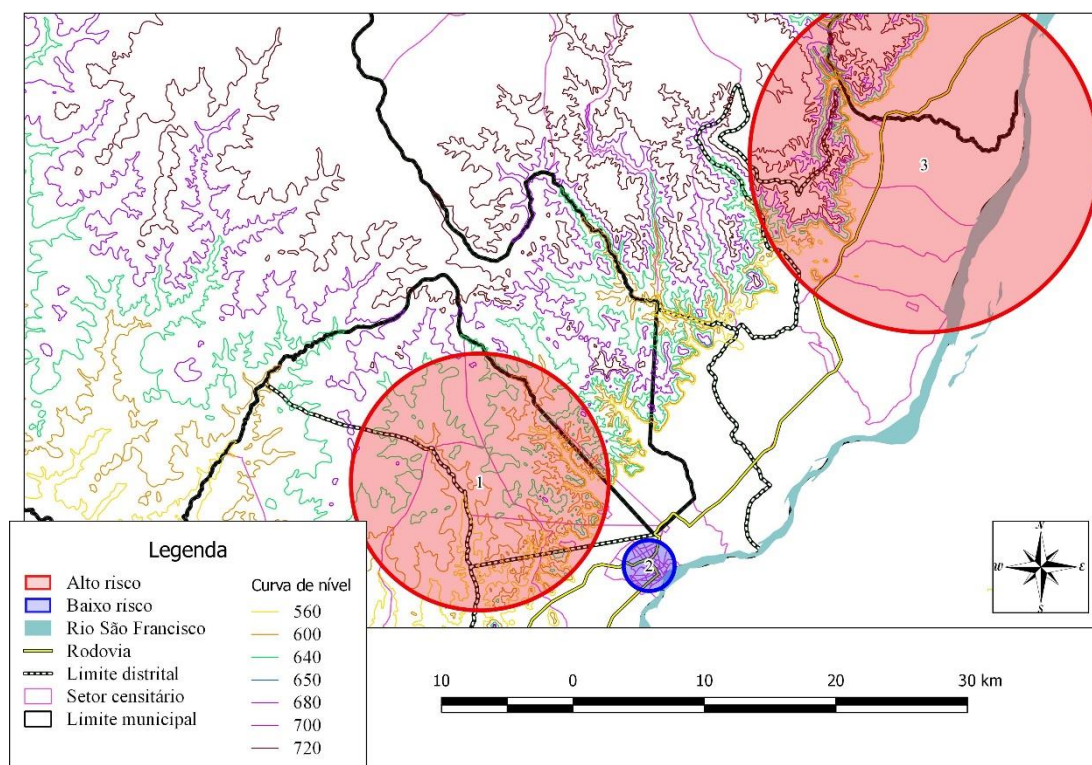 3
1
2
N
W
E
S
Legenda
Alto risco
Baixo risco
Rio São Francisco
Rodovia
Limite distrital
Setor censitário
Limite municipal
Curva de nível
560
600
640
650
680
700
720
10 0 10 20 30 km